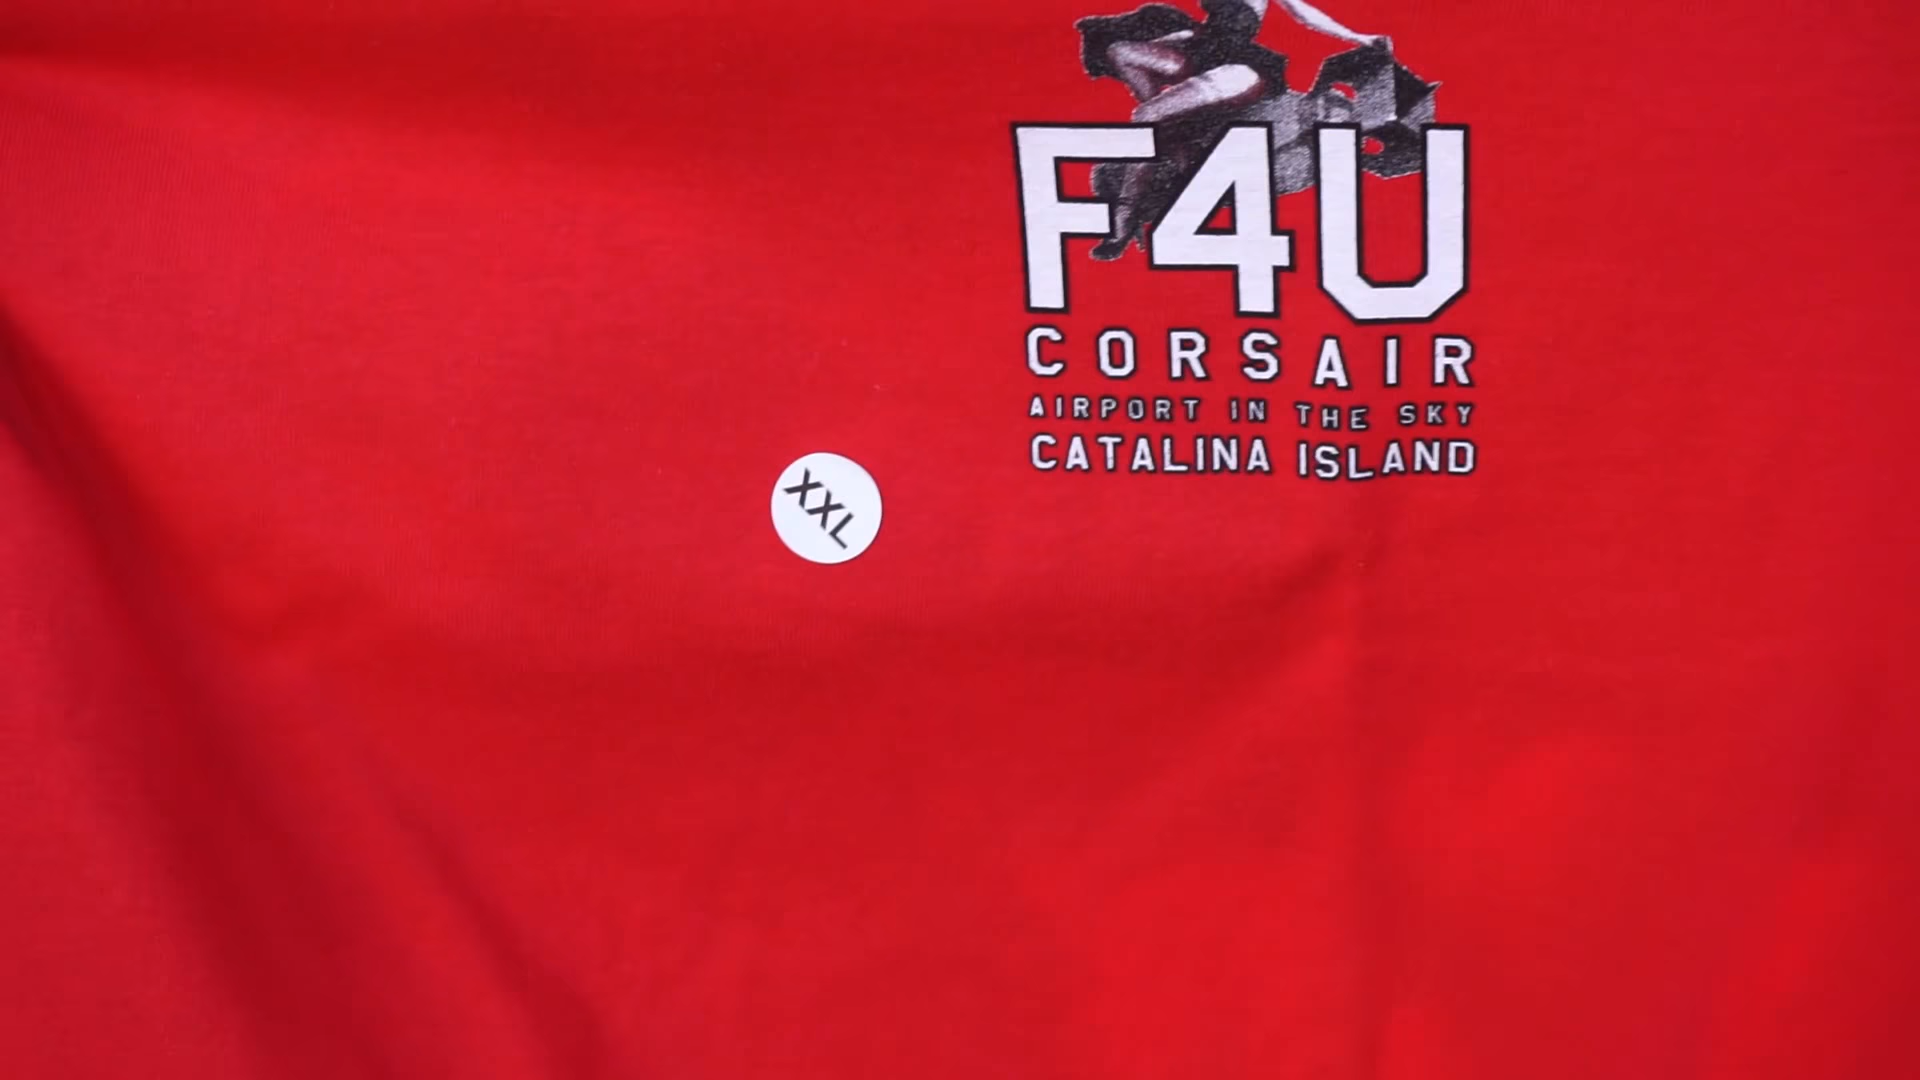 F4U
CORSAIR
AIRPORT IN THE SKY
CATALINA ISLAND
XXL